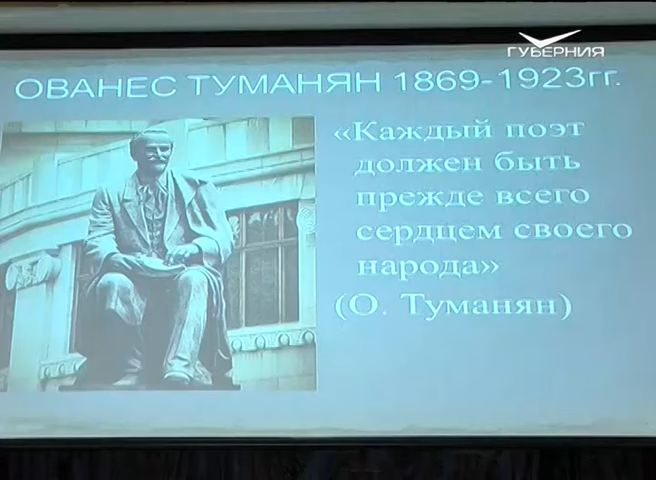 ГУБЕРНИЯ
ОВАНЕС ТУМАНЯН 1869-1923гг.
«Каждый поэт
должен быть
прежде всего
сердцем своего
народа»
(О. Туманян)